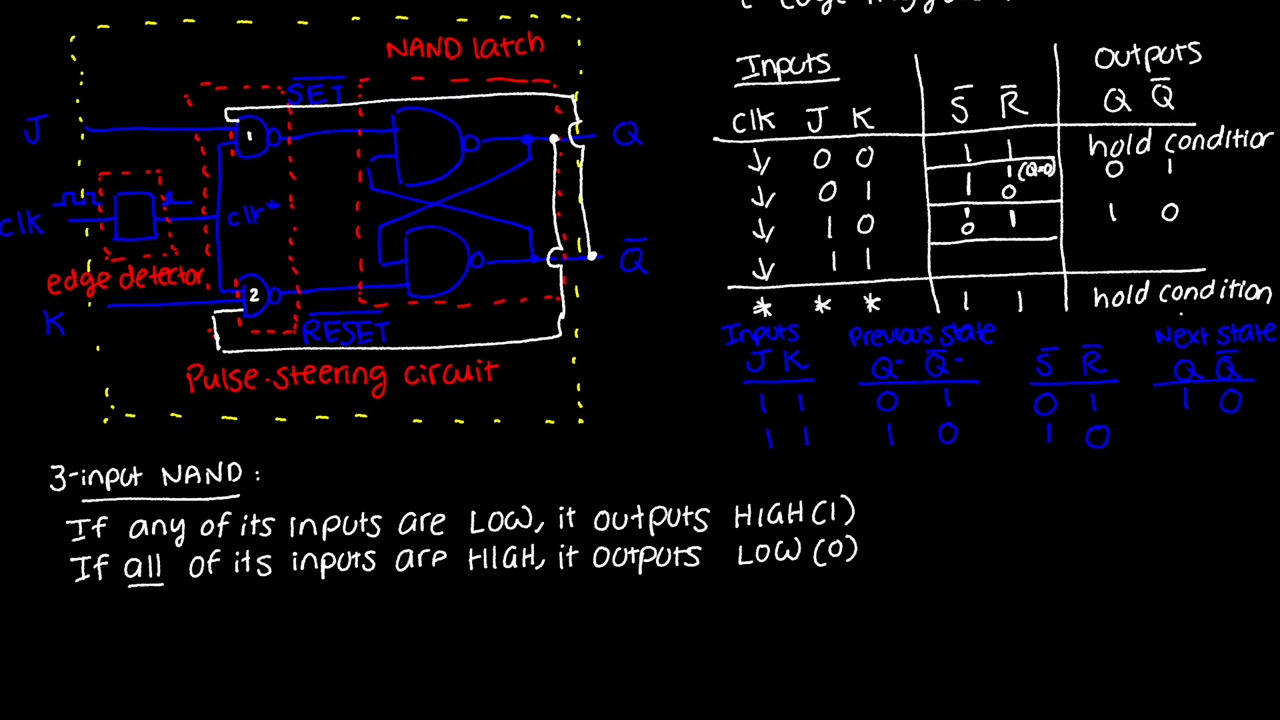 NAND latch
SET
J
1
Q
clk
clk*
edge detector
Q
K
2
RESET
Pulse-steering circuit
3-input NAND:
If any of its inputs are LOW, it outputs HIGH(1)
If all of its inputs are HIGH, it outputs LOW (0)
Inputs Outputs
clk J K S̅ R̅ Q Q̅
↓ 0 0 1 1 hold condition
↓ 0 1 1 1(Q=0) 0 0 1
↓ 1 0 1 0 1 1 0
↓ 1 1
* * * 1 1 hold condition
Inputs Previous state Next state
J K Q- Q̅- S̅ R̅ Q Q̅
1 1 0 1 0 1 1 0
1 1 1 0 1 0